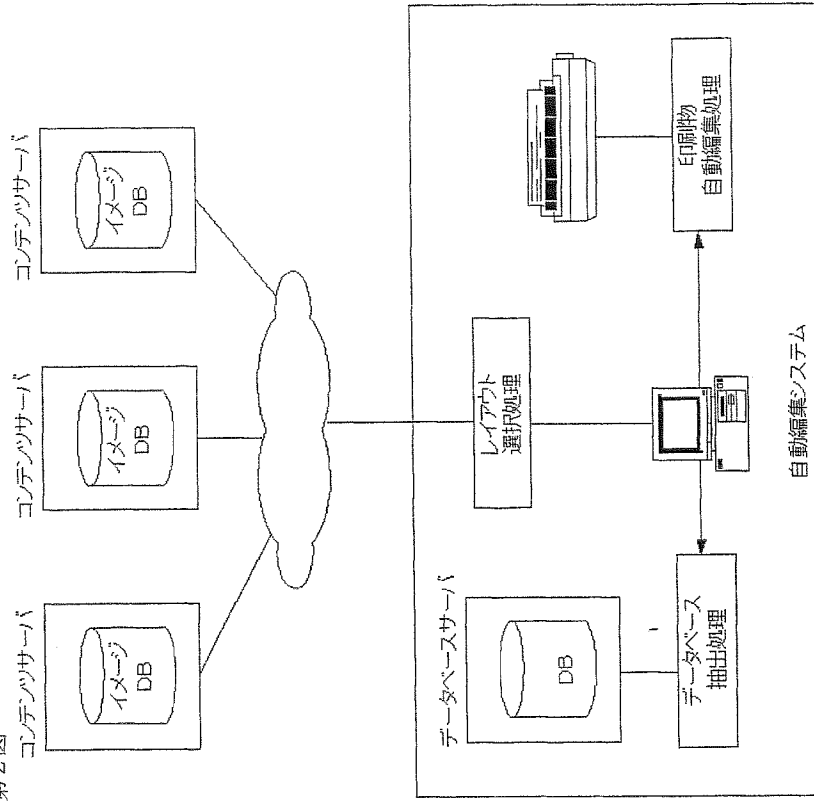 第2図
コンテンツサーバ
イメージ
DB
コンテンツサーバ
イメージ
DB
コンテンツサーバ
イメージ
DB
データベースサーバ
DB
レイアウト
選択処理
データベース
抽出処理
印刷物
自動編集処理
自動編集システム